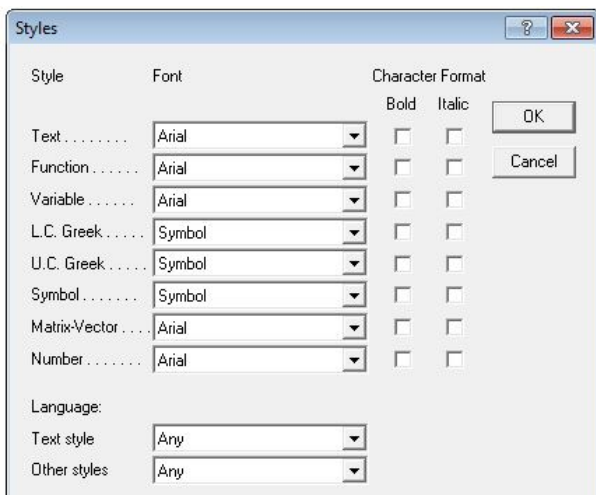 Styles
Style Font Character Format
Bold Italic
OK
Text . . . . . . . . Arial
Cancel
Function . . . . . . Arial
Variable . . . . . . Arial
L.C. Greek . . . . . Symbol
U.C. Greek . . . . . Symbol
Symbol . . . . . . . Symbol
Matrix-Vector . . . . Arial
Number . . . . . . . Arial
Language:
Text style Any
Other styles Any